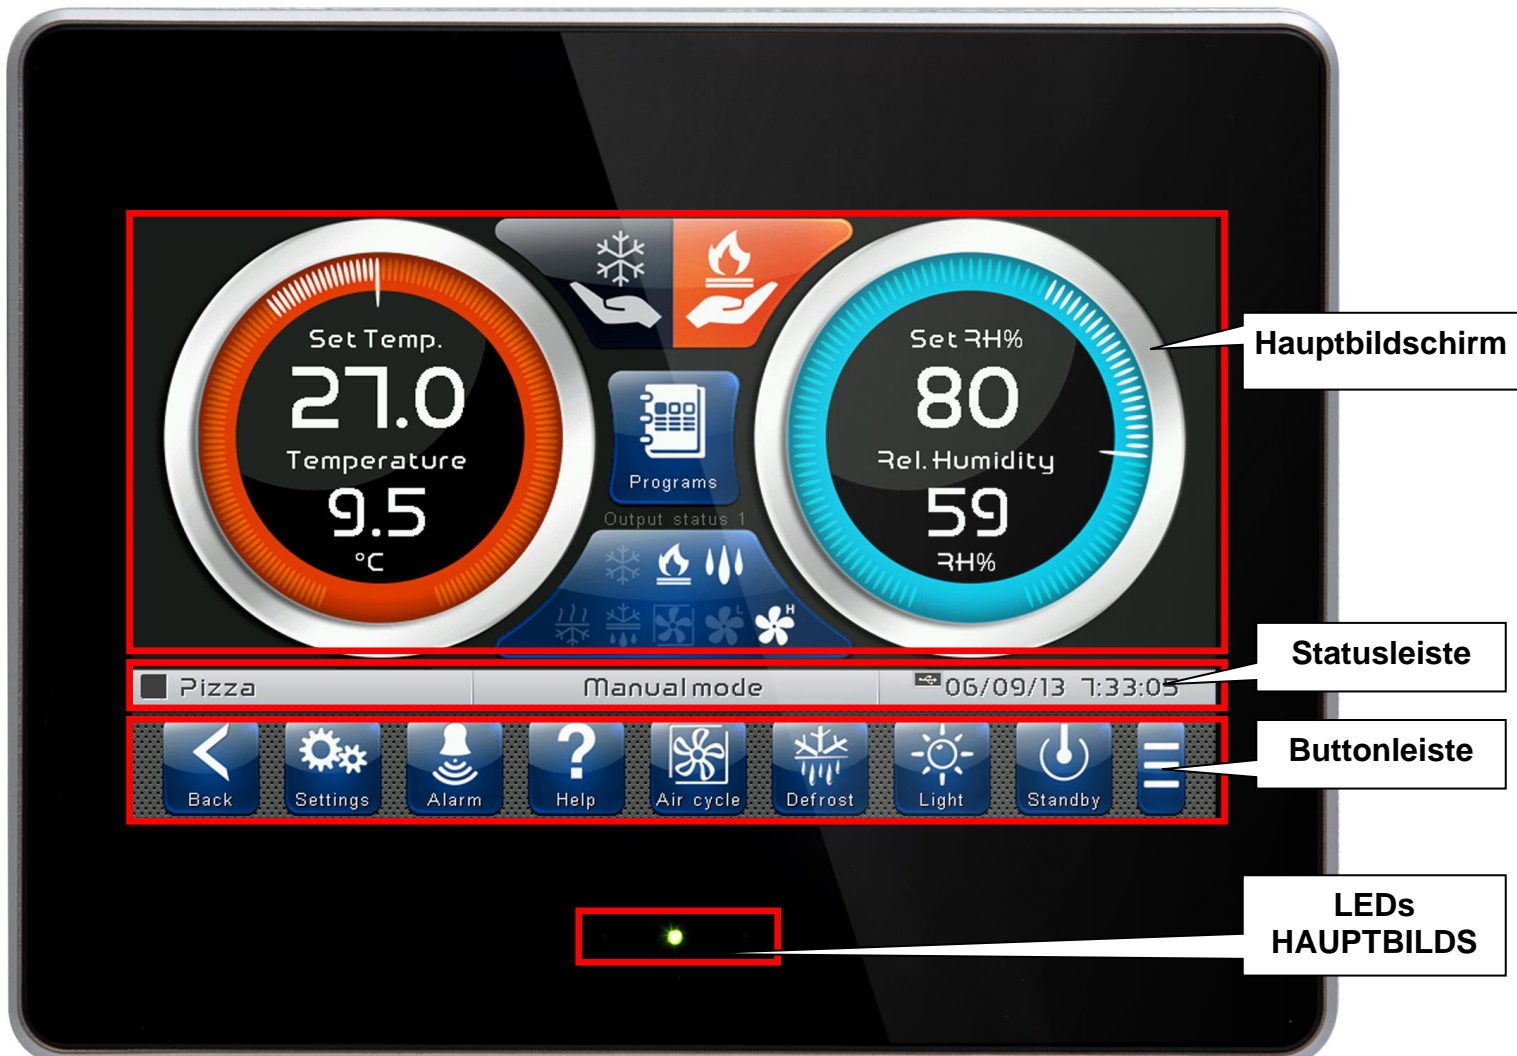 Set Temp.
27.0
Temperature
9.5
°C
Programs
Output status 1
L
H
Set RH%
80
Rel. Humidity
59
RH%
Hauptbildschirm
Pizza
Manual mode
06/09/13 7:33:05
Statusleiste
Back
Settings
Alarm
?
Help
Air cycle
Defrost
Light
Standby
Buttonleiste
LEDs
HAUPTBILDS